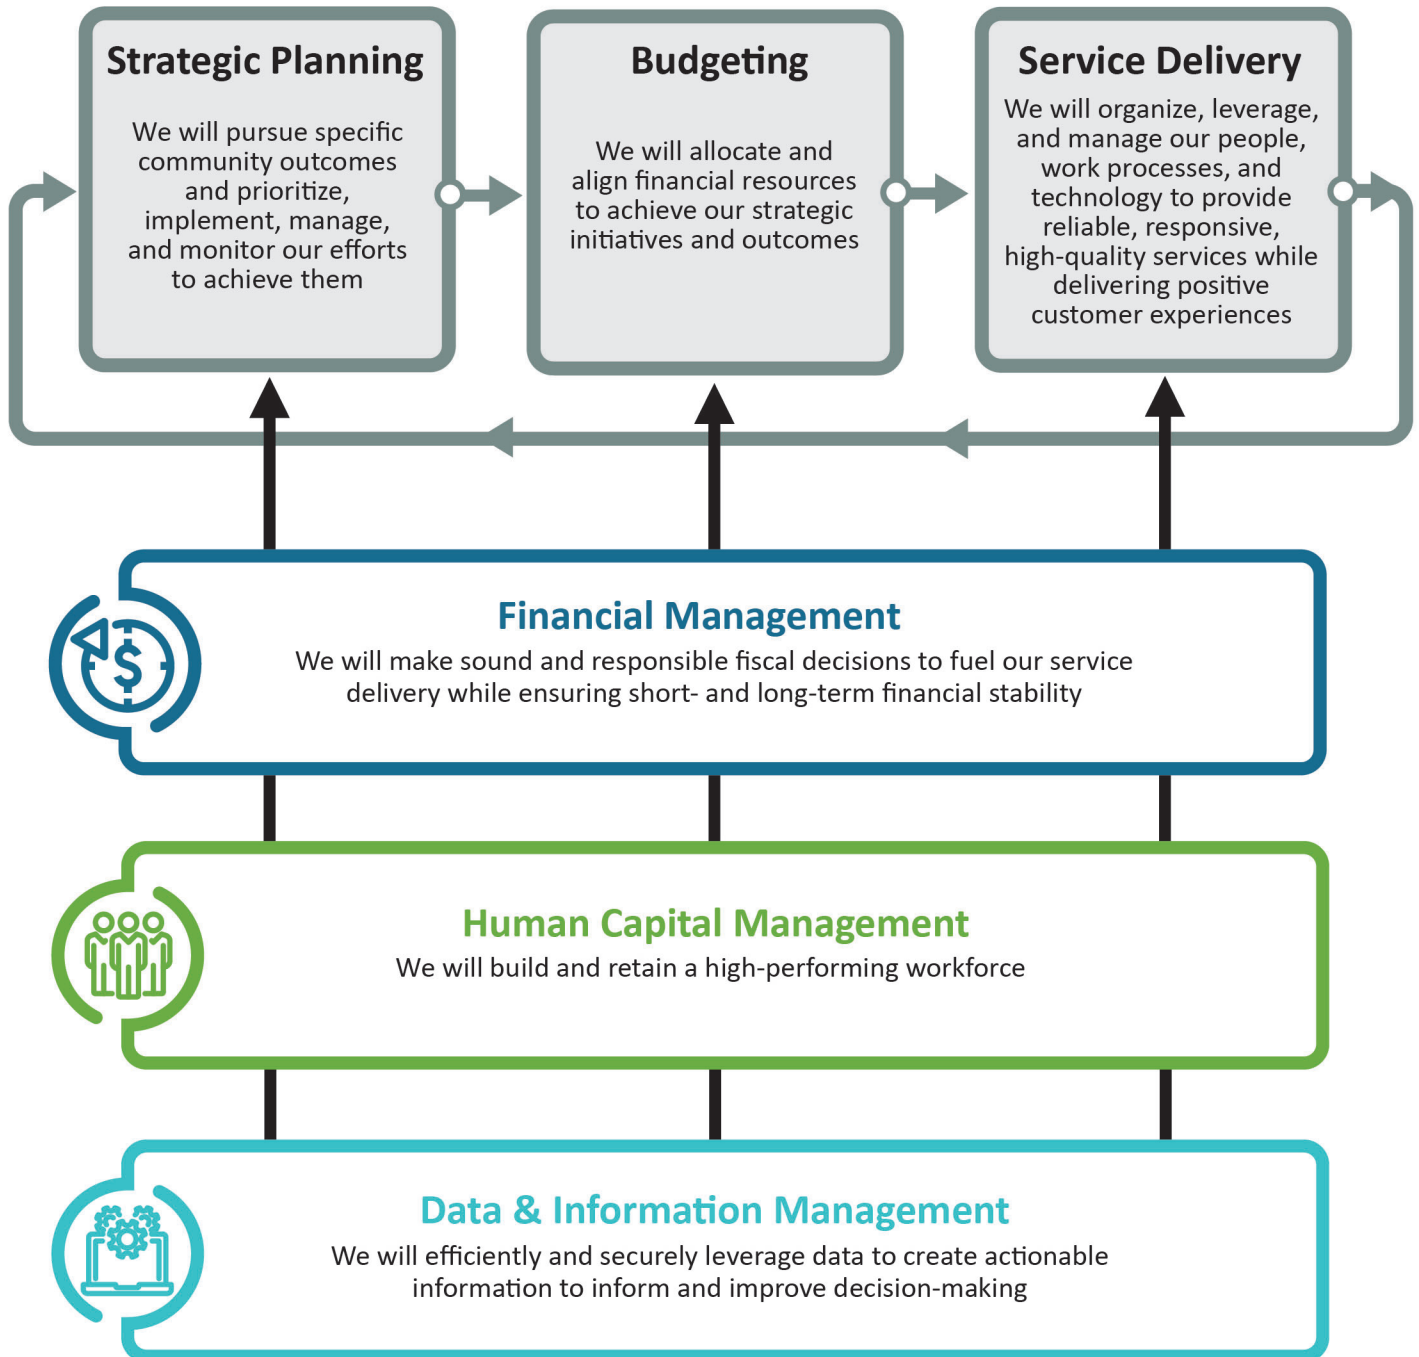 Strategic Planning
We will pursue specific
community outcomes
and prioritize,
implement, manage,
and monitor our efforts
to achieve them
Budgeting
We will allocate and
align financial resources
to achieve our strategic
initiatives and outcomes
Service Delivery
We will organize, leverage,
and manage our people,
work processes, and
technology to provide
reliable, responsive,
high-quality services while
delivering positive
customer experiences
$
Financial Management
We will make sound and responsible fiscal decisions to fuel our service
delivery while ensuring short- and long-term financial stability
Human Capital Management
We will build and retain a high-performing workforce
Data & Information Management
We will efficiently and securely leverage data to create actionable
information to inform and improve decision-making